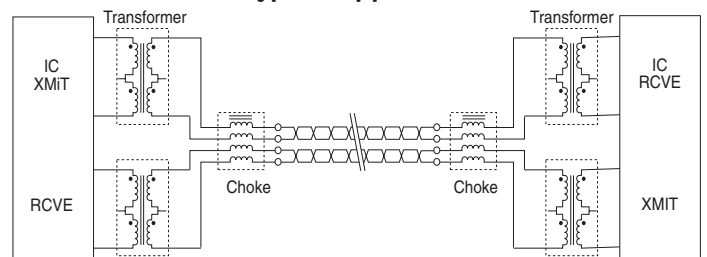 Transformer
Transformer
IC
XMiT
IC
RCVE
Choke
Choke
RCVE
XMIT